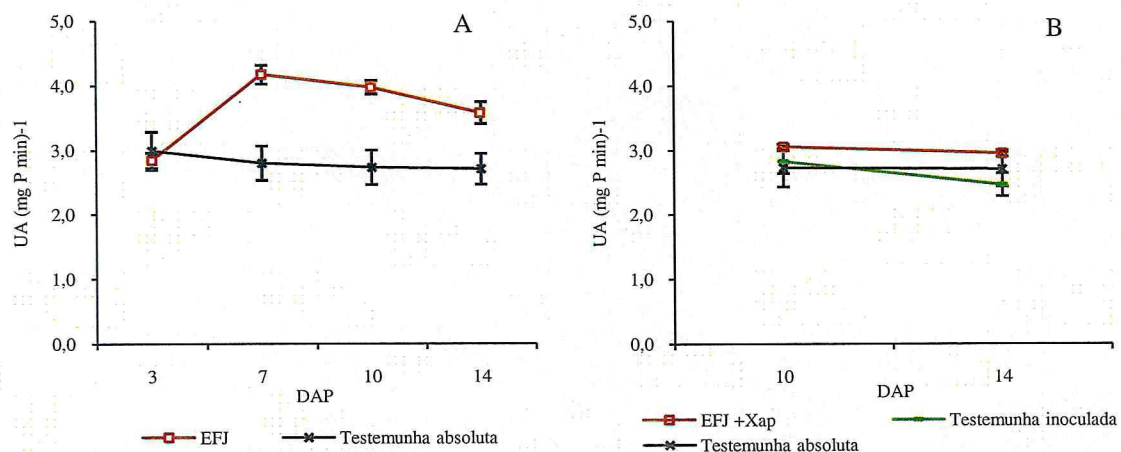 A
5,0
4,0
3,0
2,0
1,0
0,0
UA (mg P min)-1
3
7
10
14
DAP
EFJ
Testemunha absoluta
B
5,0
4,0
3,0
2,0
1,0
0,0
UA (mg P min)-1
10
14
DAP
EFJ +Xap
Testemunha inoculada
Testemunha absoluta